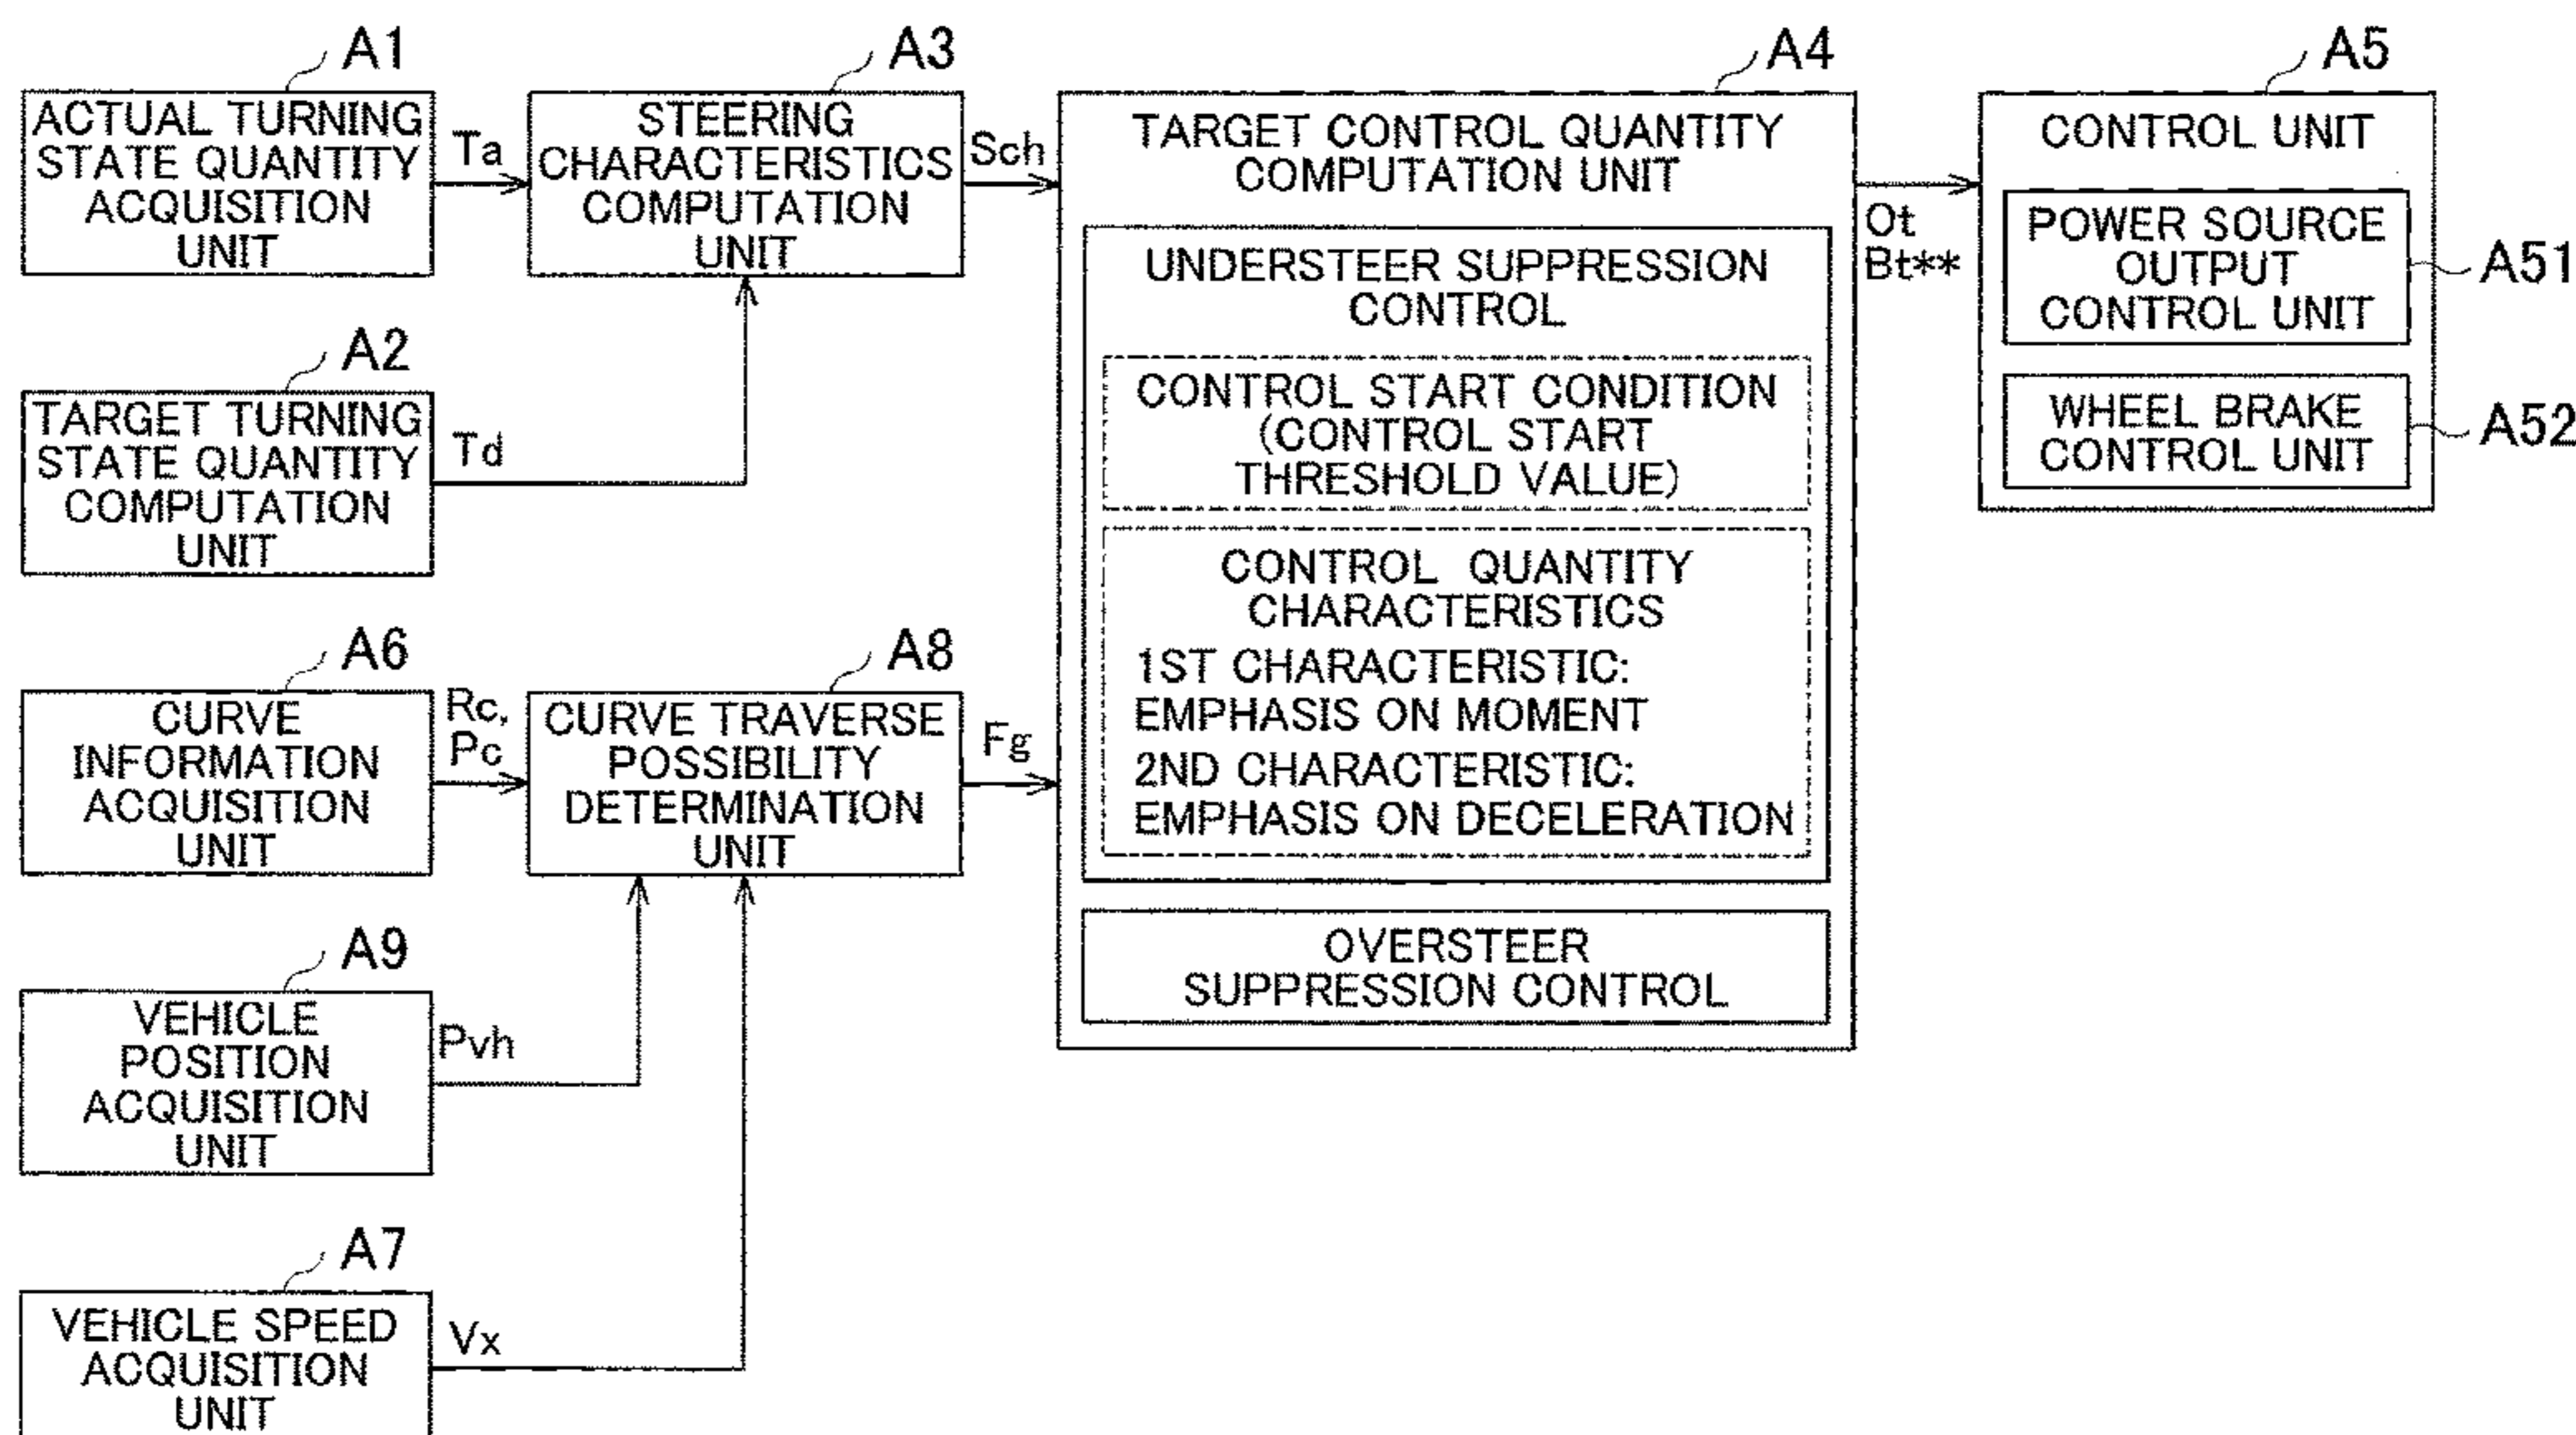 A1
ACTUAL TURNING
STATE QUANTITY
ACQUISITION
UNIT
Ta
A3
STEERING
CHARACTERISTICS
COMPUTATION
UNIT
Sch
A2
TARGET TURNING
STATE QUANTITY
COMPUTATION
UNIT
Td
A6
CURVE
INFORMATION
ACQUISITION
UNIT
Rc,
Pc
A8
CURVE TRAVERSE
POSSIBILITY
DETERMINATION
UNIT
Fg
A9
VEHICLE
POSITION
ACQUISITION
UNIT
Pvh
A7
VEHICLE SPEED
ACQUISITION
UNIT
Vx
A4
TARGET CONTROL QUANTITY
COMPUTATION UNIT
UNDERSTEER SUPPRESSION
CONTROL
CONTROL START CONDITION
(CONTROL START
THRESHOLD VALUE)
CONTROL QUANTITY
CHARACTERISTICS
1ST CHARACTERISTIC:
EMPHASIS ON MOMENT
2ND CHARACTERISTIC:
EMPHASIS ON DECELERATION
OVERSTEER
SUPPRESSION CONTROL
Ot
Bt**
A5
CONTROL UNIT
POWER SOURCE
OUTPUT
CONTROL UNIT
A51
WHEEL BRAKE
CONTROL UNIT
A52